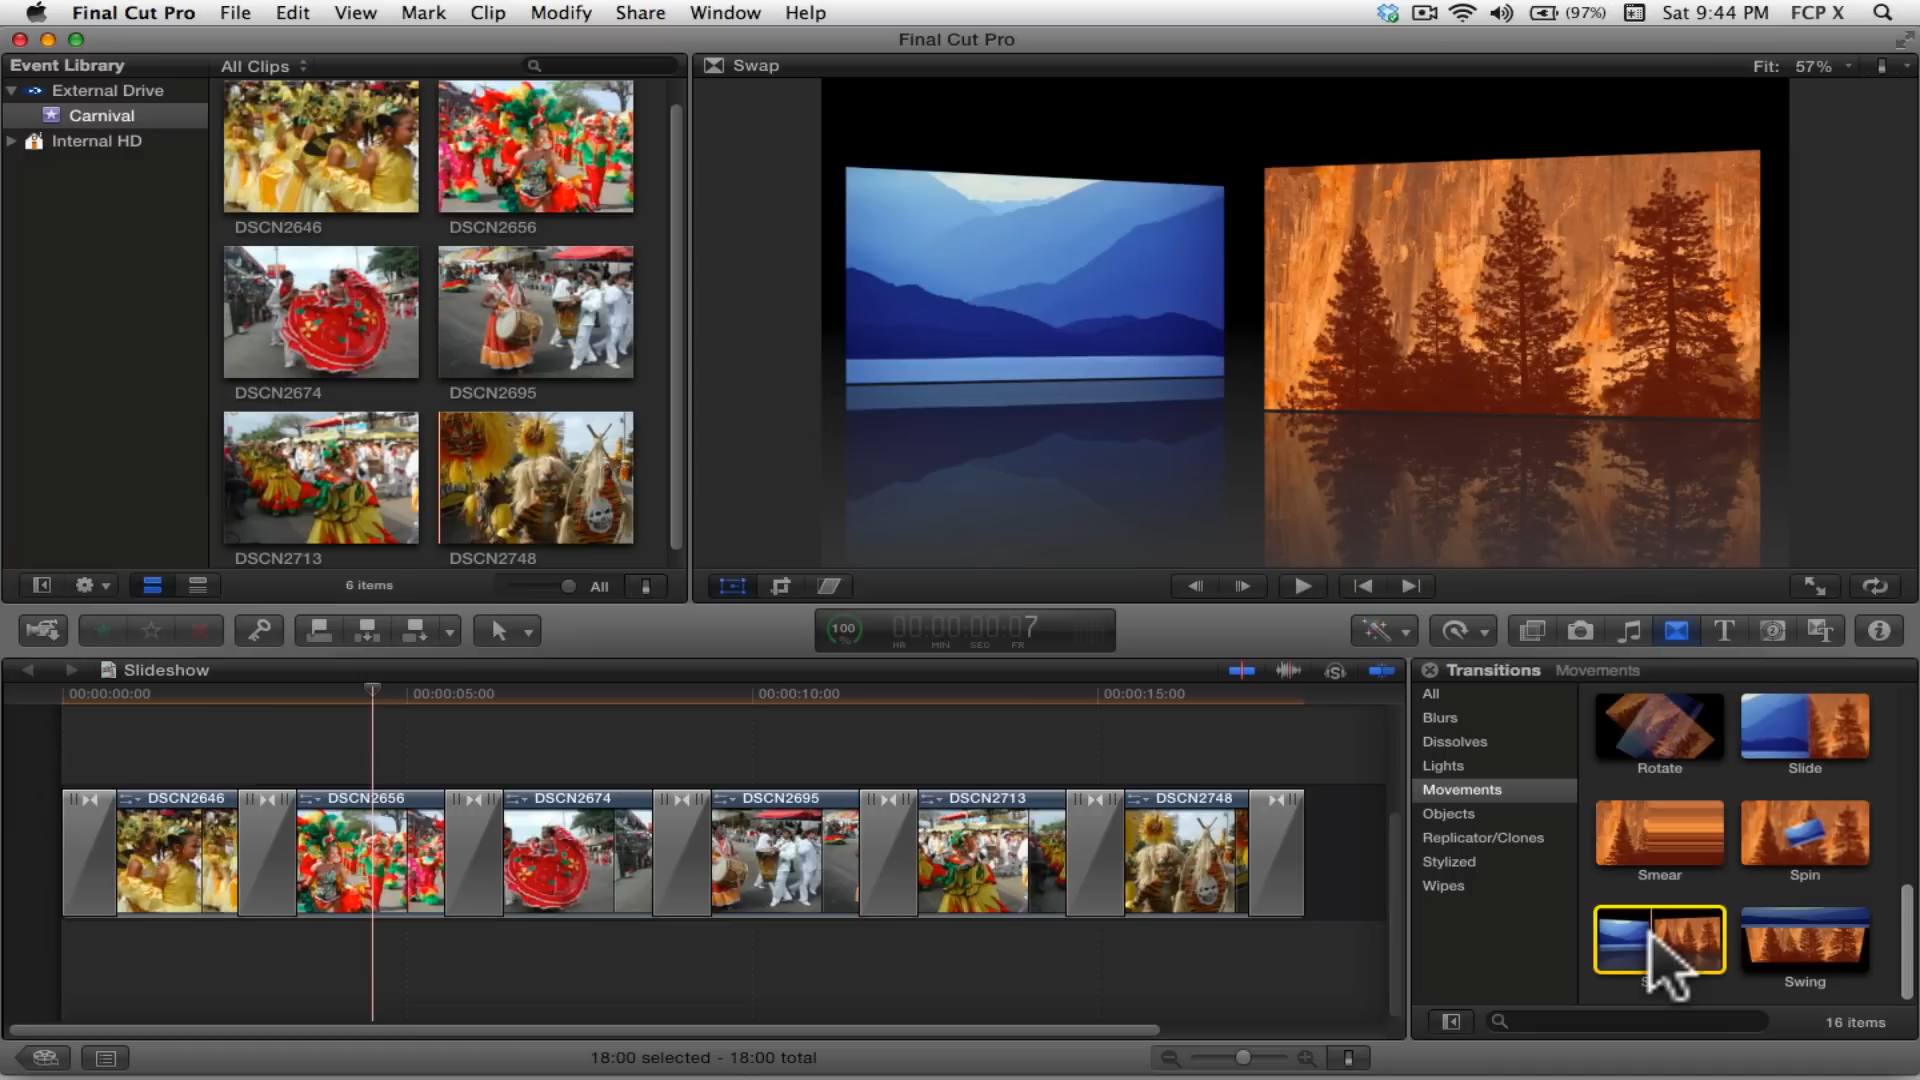 Final Cut Pro File Edit View Mark Clip Modify Share Window Help (97%) Sat 9:44 PM FCP X
Final Cut Pro
Event Library All Clips Swap Fit: 57%
External Drive
Carnival
Internal HD
DSCN2646 DSCN2656
DSCN2674 DSCN2695
DSCN2713 DSCN2748
6 items All
100 % 00:00:00:07
HR MIN SEC FR
Slideshow
00:00:00:00 00:00:05:00 00:00:10:00 00:00:15:00
DSCN2646 DSCN2656 DSCN2674 DSCN2695 DSCN2713 DSCN2748
18:00 selected - 18:00 total
Transitions Movements
All
Blurs
Dissolves
Lights
Movements
Objects
Replicator/Clones
Stylized
Wipes
Rotate Slide
Smear Spin
Swing
16 items